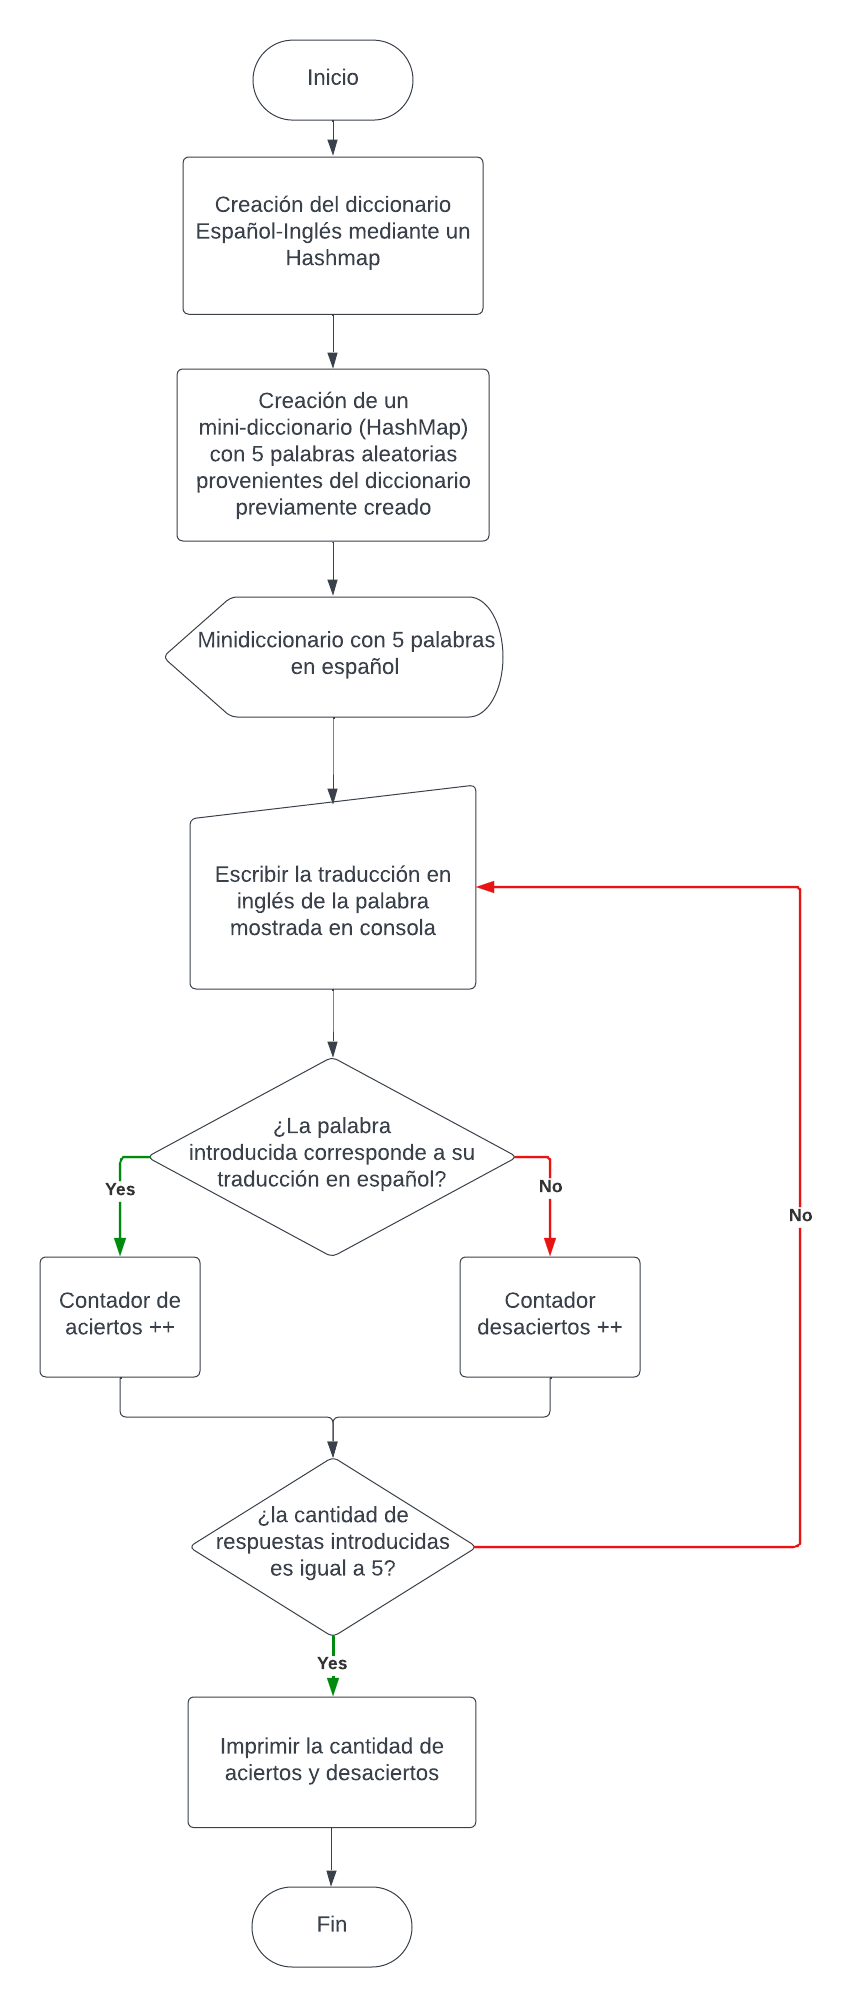 Inicio
Creación del diccionario
Español-Inglés mediante un
Hashmap
Creación de un
mini-diccionario (HashMap)
con 5 palabras aleatorias
provenientes del diccionario
previamente creado
Minidiccionario con 5 palabras
en español
Escribir la traducción en
inglés de la palabra
mostrada en consola
¿La palabra
introducida corresponde a su
traducción en español?
Yes
No
No
Contador de
aciertos ++
Contador
desaciertos ++
¿la cantidad de
respuestas introducidas
es igual a 5?
Yes
Imprimir la cantidad de
aciertos y desaciertos
Fin